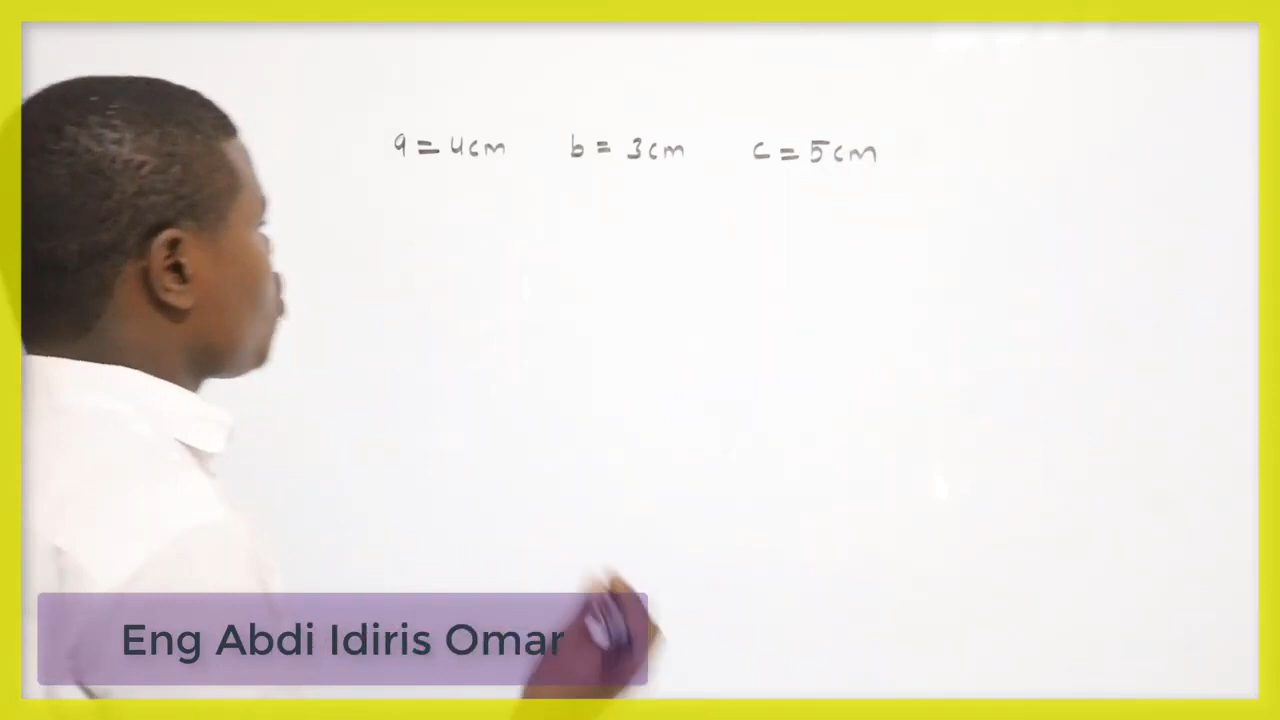 a = 4cm b = 3cm c = 5cm
Eng Abdi Idiris Omar